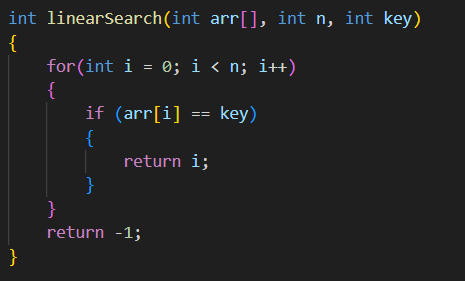 int linearSearch(int arr[], int n, int key)
{
    for(int i = 0; i < n; i++)
    {
        if (arr[i] == key)
        {
            return i;
        }
    }
    return -1;
}